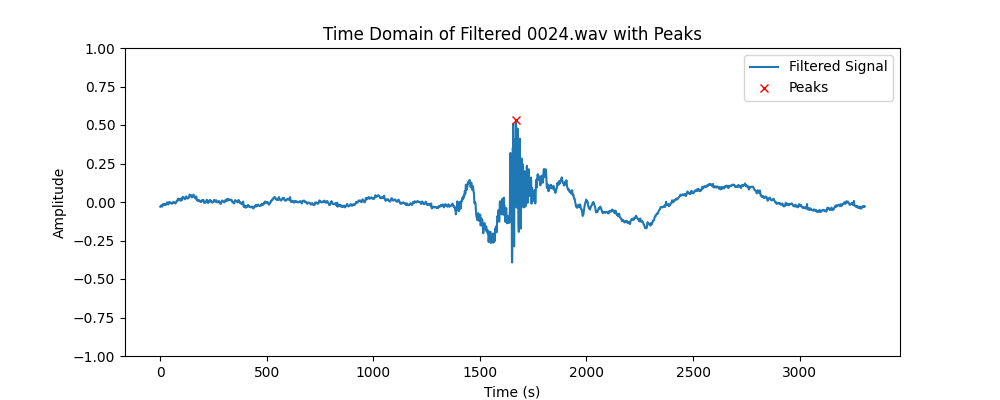 Time Domain of Filtered 0024.wav with Peaks
1.00
0.75
0.50
0.25
0.00
−0.25
−0.50
−0.75
−1.00
Amplitude
Filtered Signal
Peaks
0 500 1000 1500 2000 2500 3000
Time (s)